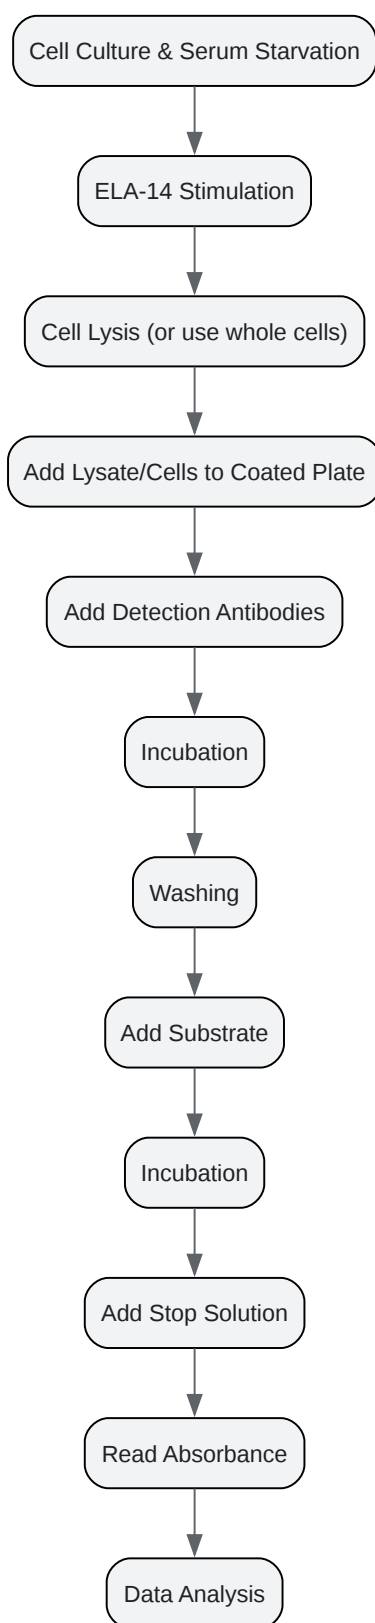 Cell Culture & Serum Starvation
ELA-14 Stimulation
Cell Lysis (or use whole cells)
Add Lysate/Cells to Coated Plate
Add Detection Antibodies
Incubation
Washing
Add Substrate
Incubation
Add Stop Solution
Read Absorbance
Data Analysis